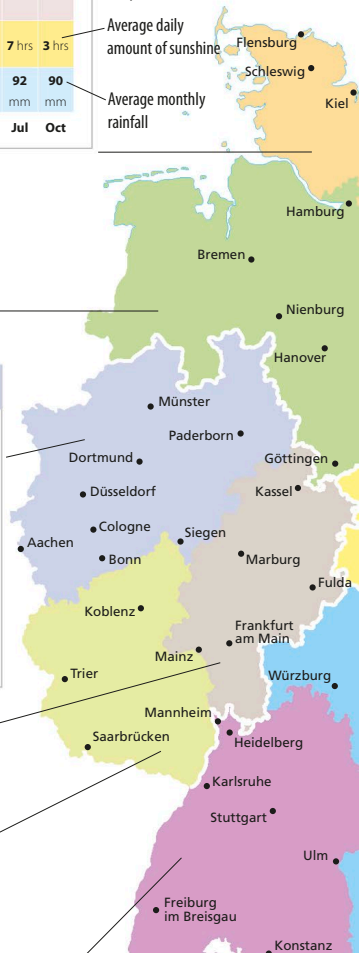 Average daily
amount of sunshine
7 hrs 3 hrs
92 90
mm mm
Average monthly
rainfall
Jul Oct
Flensburg
Schleswig
Kiel
Hamburg
Bremen
Nienburg
Hanover
Münster
Paderborn
Dortmund
Göttingen
Kassel
Düsseldorf
Cologne
Siegen
Aachen
Bonn
Marburg
Fulda
Koblenz
Frankfurt
am Main
Mainz
Trier
Würzburg
Mannheim
Saarbrücken
Heidelberg
Karlsruhe
Stuttgart
Ulm
Freiburg
im Breisgau
Konstanz